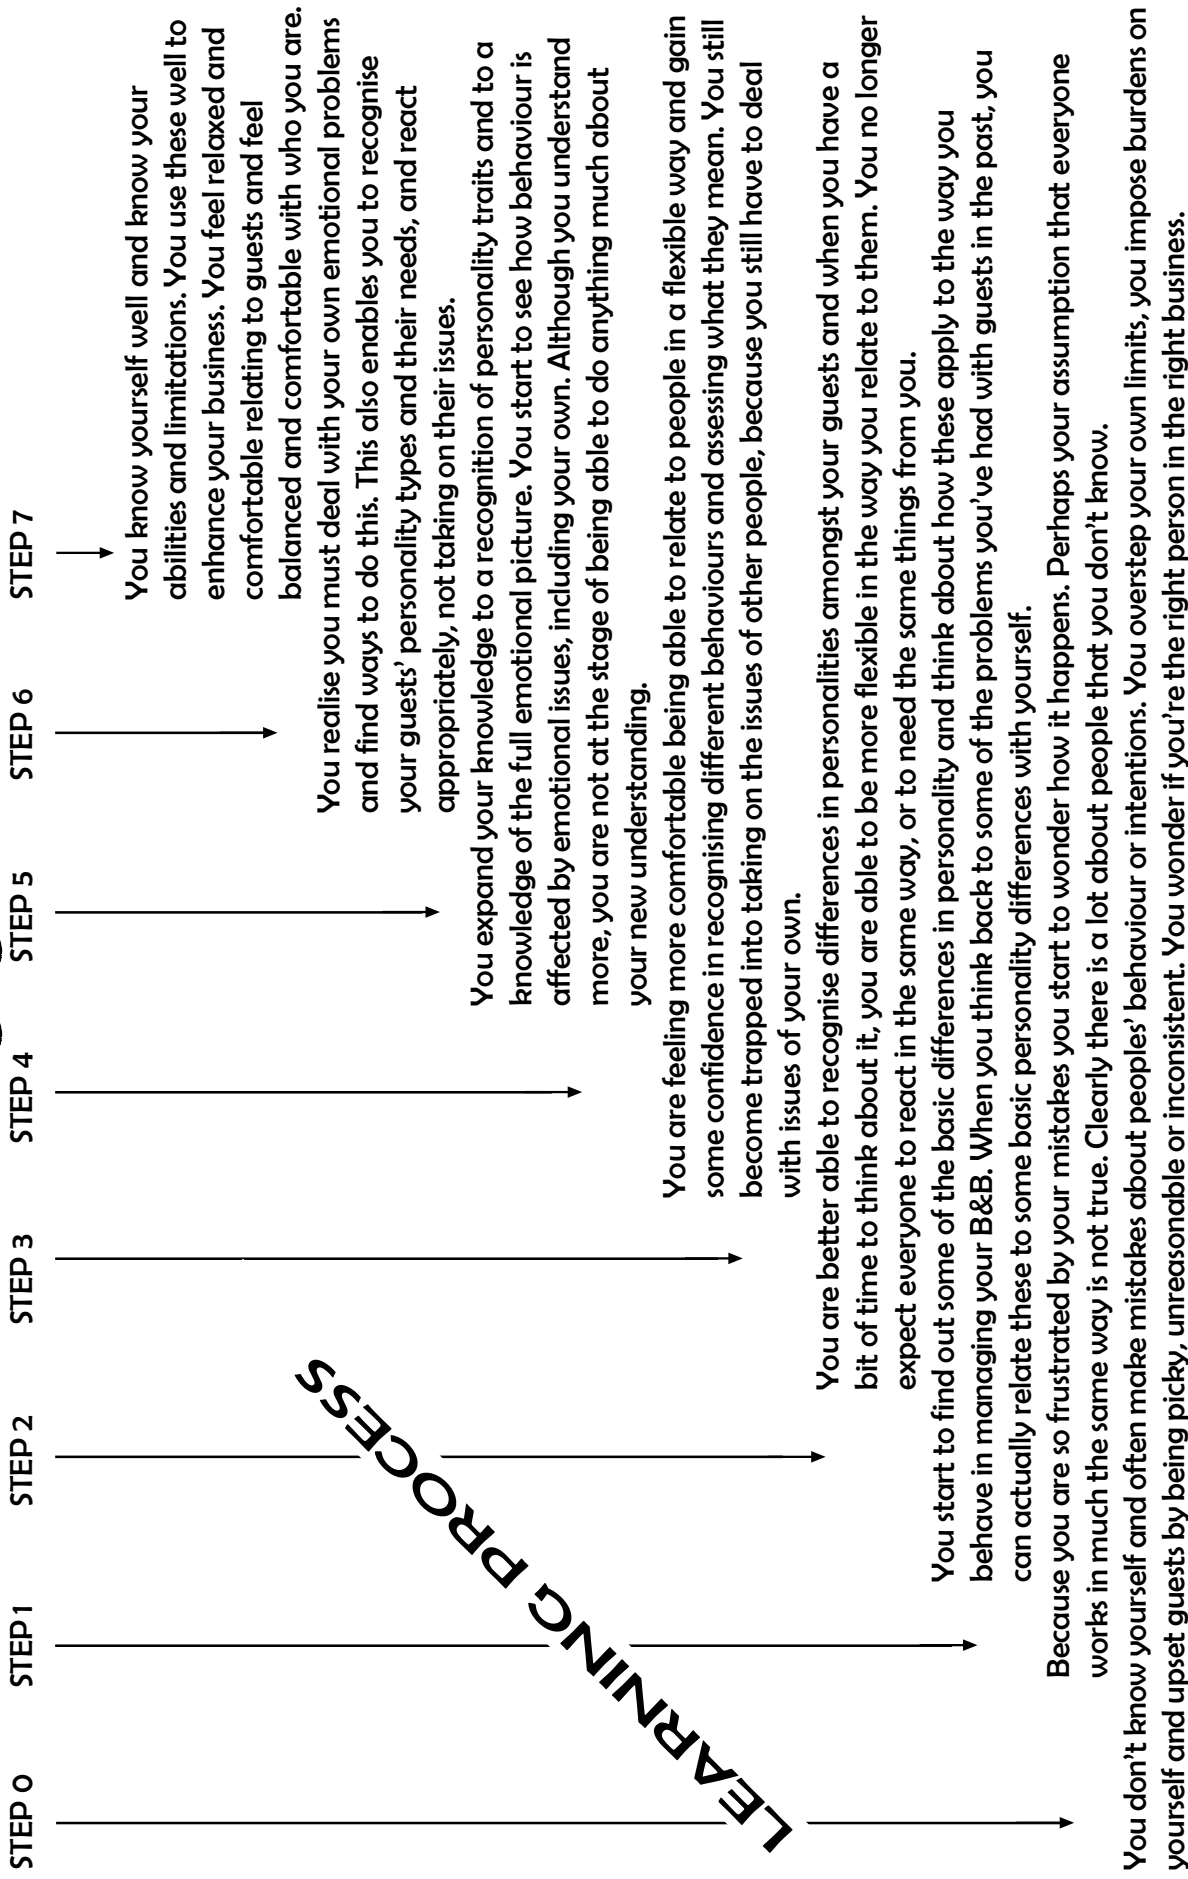 STEP 0
STEP 1
STEP 2
STEP 3
STEP 4
STEP 5
STEP 6
STEP 7
LEARNING PROCESS
You know yourself well and know your
abilities and limitations. You use these well to
enhance your business. You feel relaxed and
comfortable relating to guests and feel
balanced and comfortable with who you are.
You realise you must deal with your own emotional problems
and find ways to do this. This also enables you to recognise
your guests' personality types and their needs, and react
appropriately, not taking on their issues.
You expand your knowledge to a recognition of personality traits and to a
knowledge of the full emotional picture. You start to see how behaviour is
affected by emotional issues, including your own. Although you understand
more, you are not at the stage of being able to do anything much about
your new understanding.
You are feeling more comfortable being able to relate to people in a flexible way and gain
some confidence in recognising different behaviours and assessing what they mean. You still
become trapped into taking on the issues of other people, because you still have to deal
with issues of your own.
You are better able to recognise differences in personalities amongst your guests and when you have a
bit of time to think about it, you are able to be more flexible in the way you relate to them. You no longer
expect everyone to react in the same way, or to need the same things from you.
You start to find out some of the basic differences in personality and think about how these apply to the way you
behave in managing your B&B. When you think back to some of the problems you've had with guests in the past, you
can actually relate these to some basic personality differences with yourself.
Because you are so frustrated by your mistakes you start to wonder how it happens. Perhaps your assumption that everyone
works in much the same way is not true. Clearly there is a lot about people that you don't know.
You don't know yourself and often make mistakes about peoples' behaviour or intentions. You overstep your own limits, you impose burdens on
yourself and upset guests by being picky, unreasonable or inconsistent. You wonder if you're the right person in the right business.